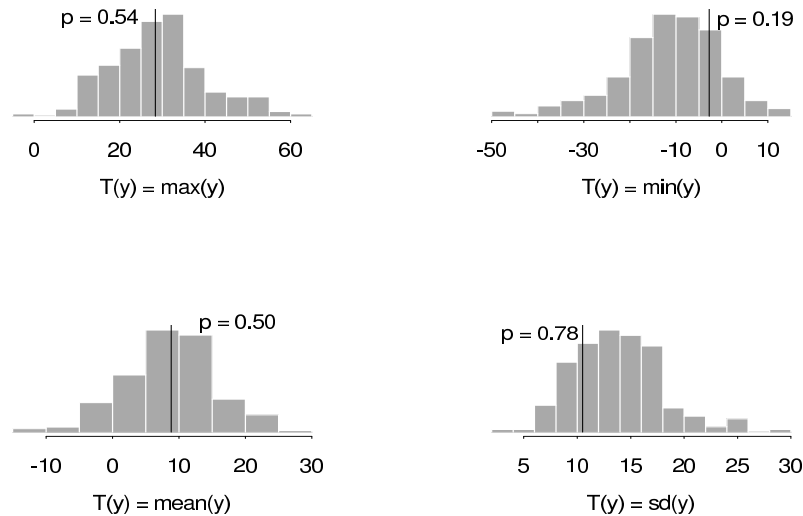 p = 0.54
0 20 40 60
T(y) = max(y)
p = 0.19
-50 -30 -10 0 10
T(y) = min(y)
p = 0.50
-10 0 10 20 30
T(y) = mean(y)
p = 0.78
5 10 15 20 25 30
T(y) = sd(y)